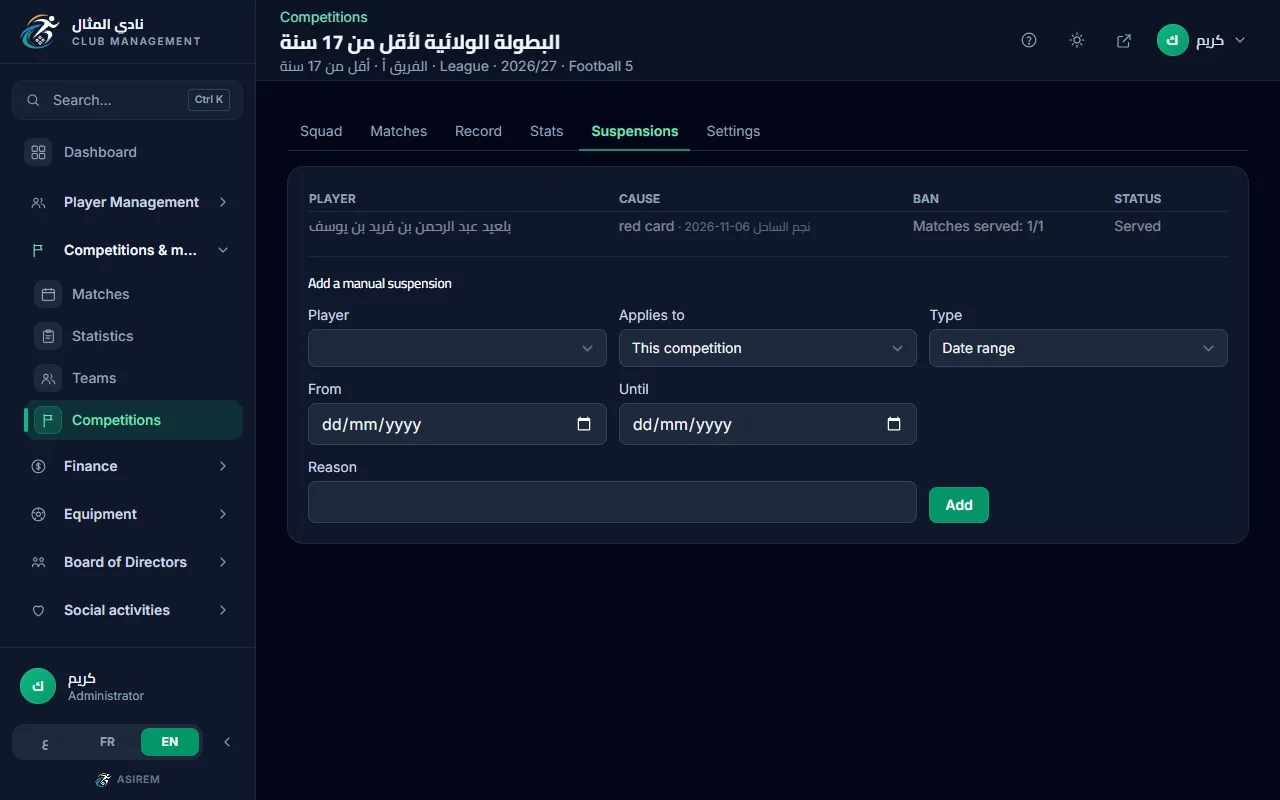 نادي المثال
CLUB MANAGEMENT
Search...
Ctrl K
Dashboard
Player Management
Competitions & m...
Matches
Statistics
Teams
Competitions
Finance
Equipment
Board of Directors
Social activities
كريم
Administrator
ع
FR
EN
ASIREM
Competitions
البطولة الولائية لأقل من 17 سنة
أقل من 17 سنة · الفريق أ · League · 2026/27 · Football 5
ك
كريم
ك
Squad
Matches
Record
Stats
Suspensions
Settings
PLAYER
CAUSE
BAN
STATUS
بلعيد عبد الرحمن بن فريد بن يوسف
red card · 2026-11-06 نجم الساحل
Matches served: 1/1
Served
Add a manual suspension
Player
Applies to
Type
This competition
Date range
From
Until
dd/mm/yyyy
dd/mm/yyyy
Reason
Add